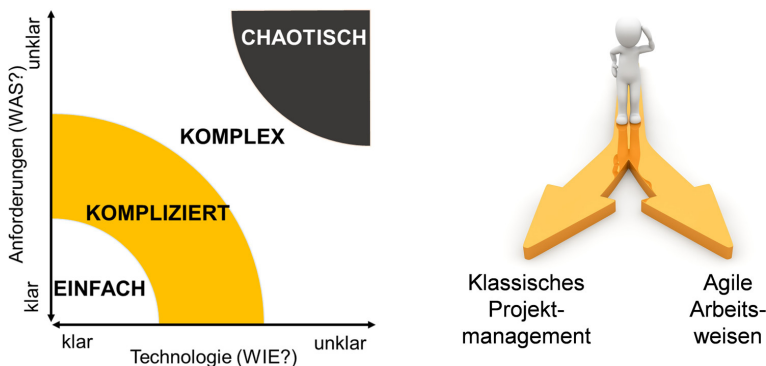 Anforderungen (WAS?)
unklar
klar
CHAOTISCH
KOMPLEX
KOMPLIZIERT
EINFACH
klar
unklar
Technologie (WIE?)
Klassisches
Projekt-
management
Agile
Arbeits-
weisen